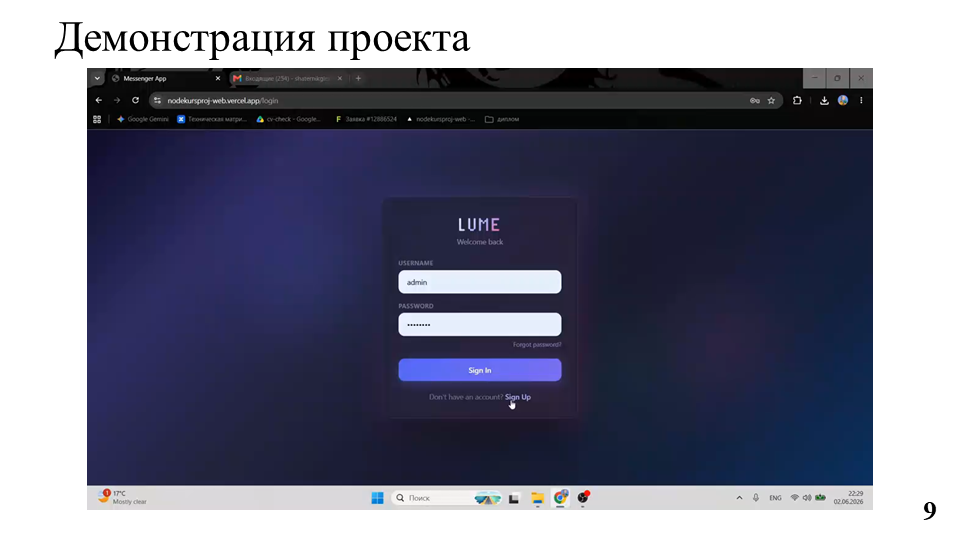 Демонстрация проекта
Messenger App
Входящие (234) -
nodekursproj-web.vercel.app/login
Google Gemini
Техническая матри...
cv-check - Google...
Заявка #12886524
nodekursproj-web -...
диплом
LUME
Welcome back
USERNAME
admin
PASSWORD
••••••••
Forgot password?
Sign In
Don't have an account? Sign Up
1
17°C
Mostly clear
Поиск
ENG
22:29
02.06.2026
9